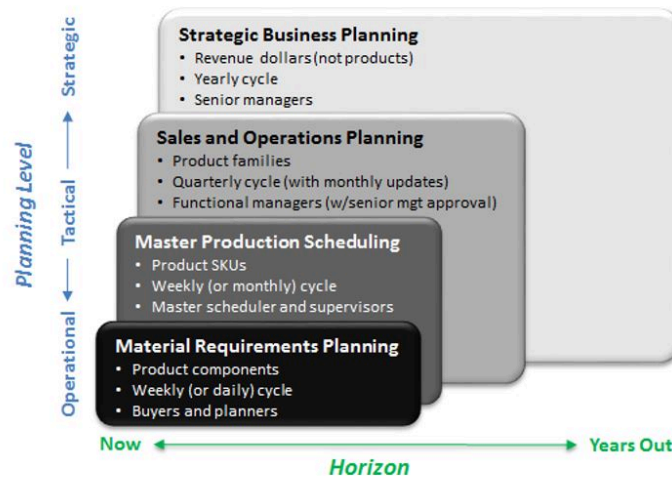 Strategic Business Planning
• Revenue dollars (not products)
• Yearly cycle
• Senior managers
Sales and Operations Planning
• Product families
• Quarterly cycle (with monthly updates)
• Functional managers (w/senior mgt approval)
Master Production Scheduling
• Product SKUs
• Weekly (or monthly) cycle
• Master scheduler and supervisors
Material Requirements Planning
• Product components
• Weekly (or daily) cycle
• Buyers and planners
Planning Level
Strategic
Tactical
Operational
Now
Years Out
Horizon